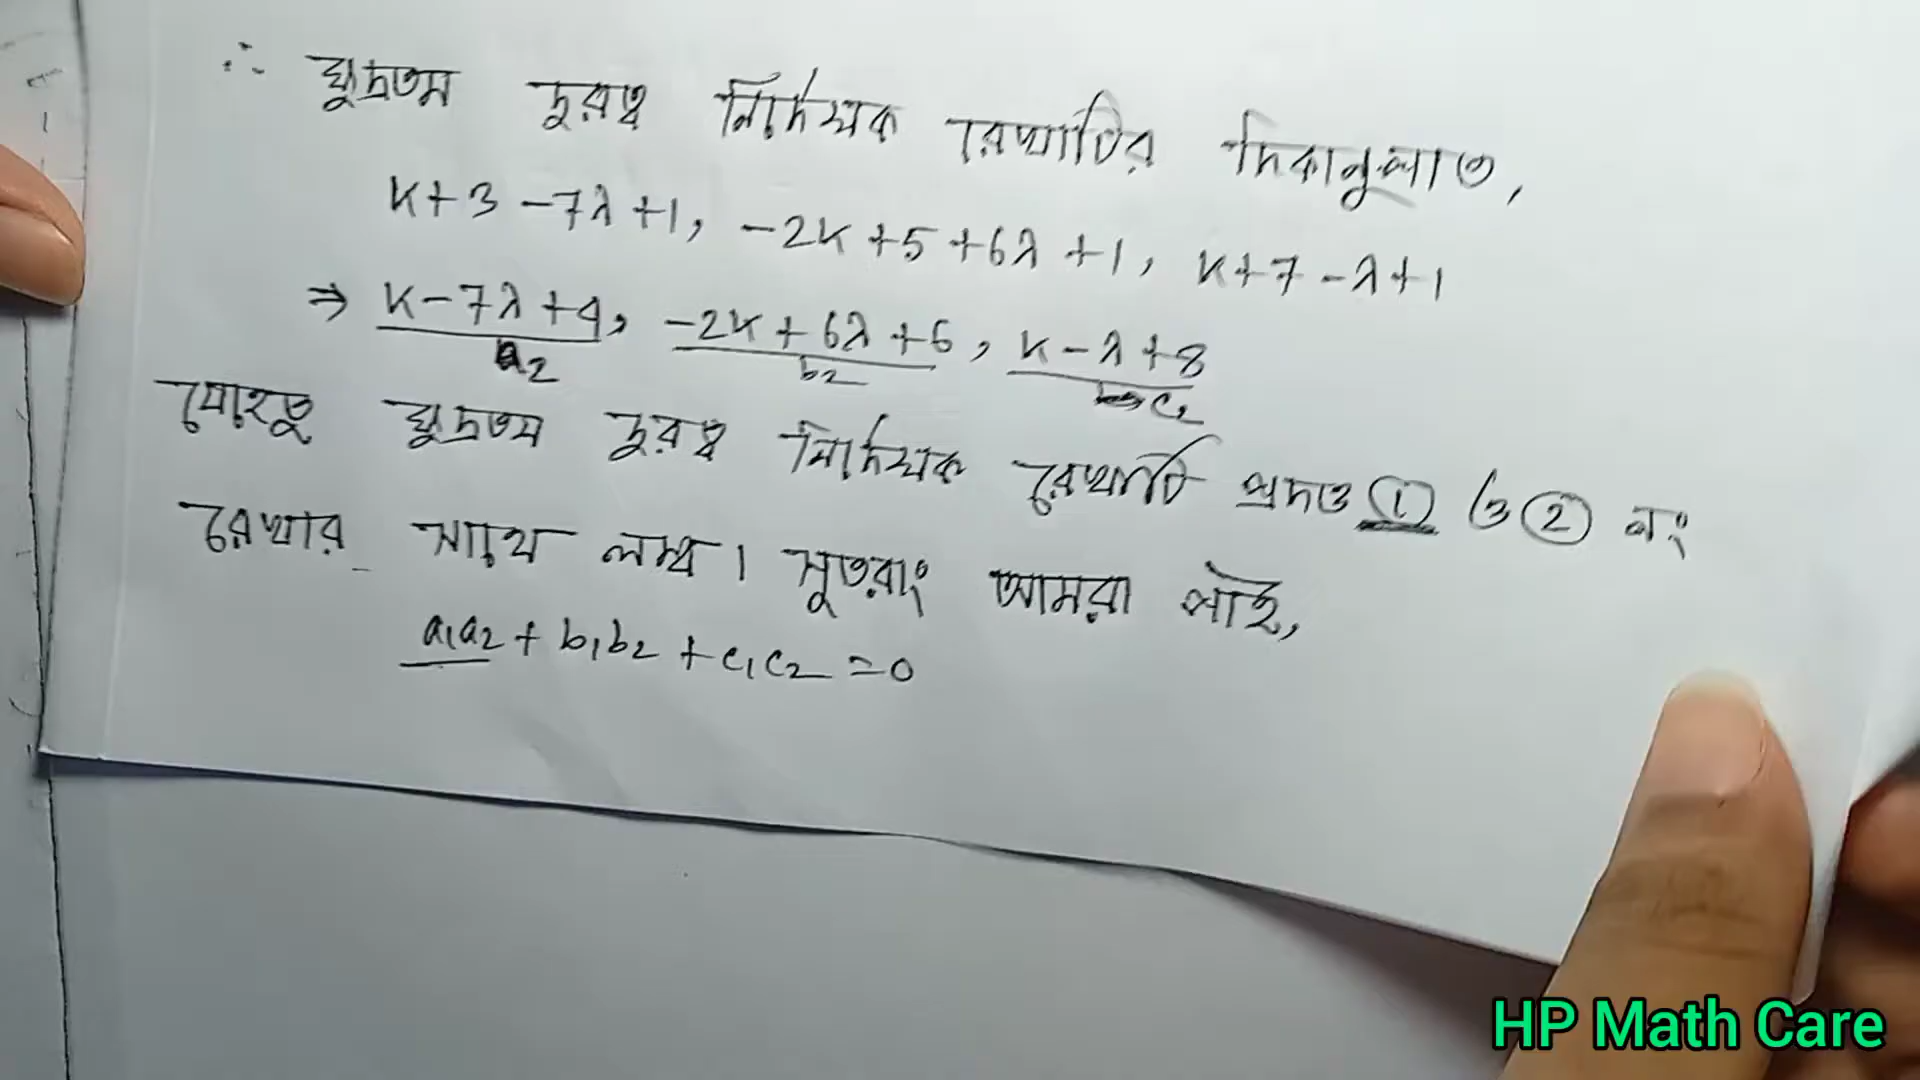 ∴ ক্ষুদ্রতম দূরত্ব নির্দেশক রেখাটির দিকানুপাত,
k+3-7λ+1, -2k+5+6λ+1, k+7-λ+1
⇒ k-7λ+4, -2k+6λ+6, k-λ+8
a₂ b₂ c₂
যেহেতু ক্ষুদ্রতম দূরত্ব নির্দেশক রেখাটি প্রদত্ত ① ও ② নং
রেখার সাথে লম্ব। সুতরাং আমরা পাই,
a₁a₂ + b₁b₂ + c₁c₂ = 0
HP Math Care